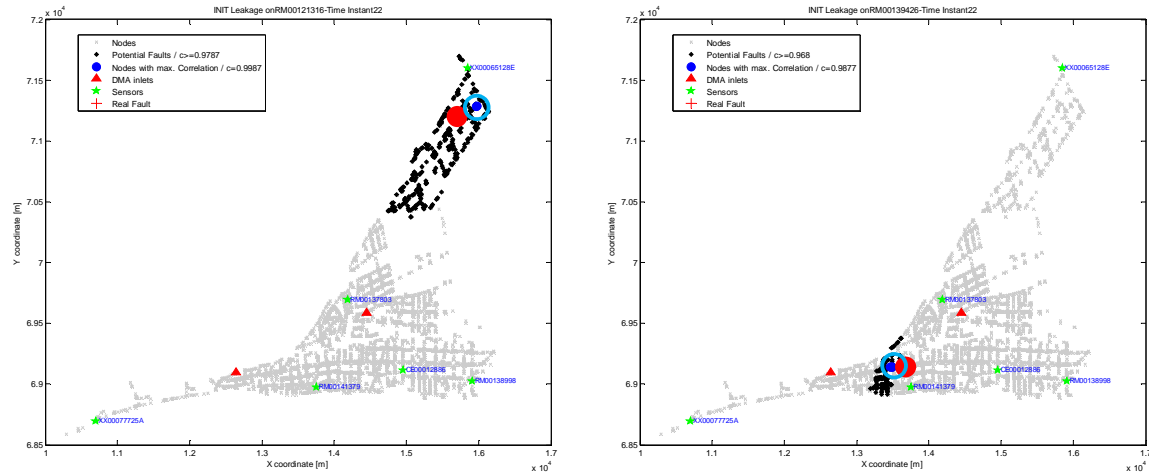 INIT Leakage onRM00121316-Time Instant22
x 10^4
7.2
7.15
7.1
7.05
7
6.95
6.9
6.85
Y coordinate [m]
Nodes
Potential Faults / c>=0.9787
Nodes with max. Correlation / c=0.9987
DMA inlets
Sensors
Real Fault
XX00065128E
RM00137803
CE00012886
RM00138998
RM00141379
XX00077725A
1 1.1 1.2 1.3 1.4 1.5 1.6 1.7
X coordinate [m]
x 10^4
INIT Leakage onRM00139426-Time Instant22
x 10^4
7.2
7.15
7.1
7.05
7
6.95
6.9
6.85
Y coordinate [m]
Nodes
Potential Faults / c>=0.968
Nodes with max. Correlation / c=0.9877
DMA inlets
Sensors
Real Fault
XX00065128E
RM00137803
CE00012886
RM00138998
RM00141379
XX00077725A
1 1.1 1.2 1.3 1.4 1.5 1.6 1.7
X coordinate [m]
x 10^4